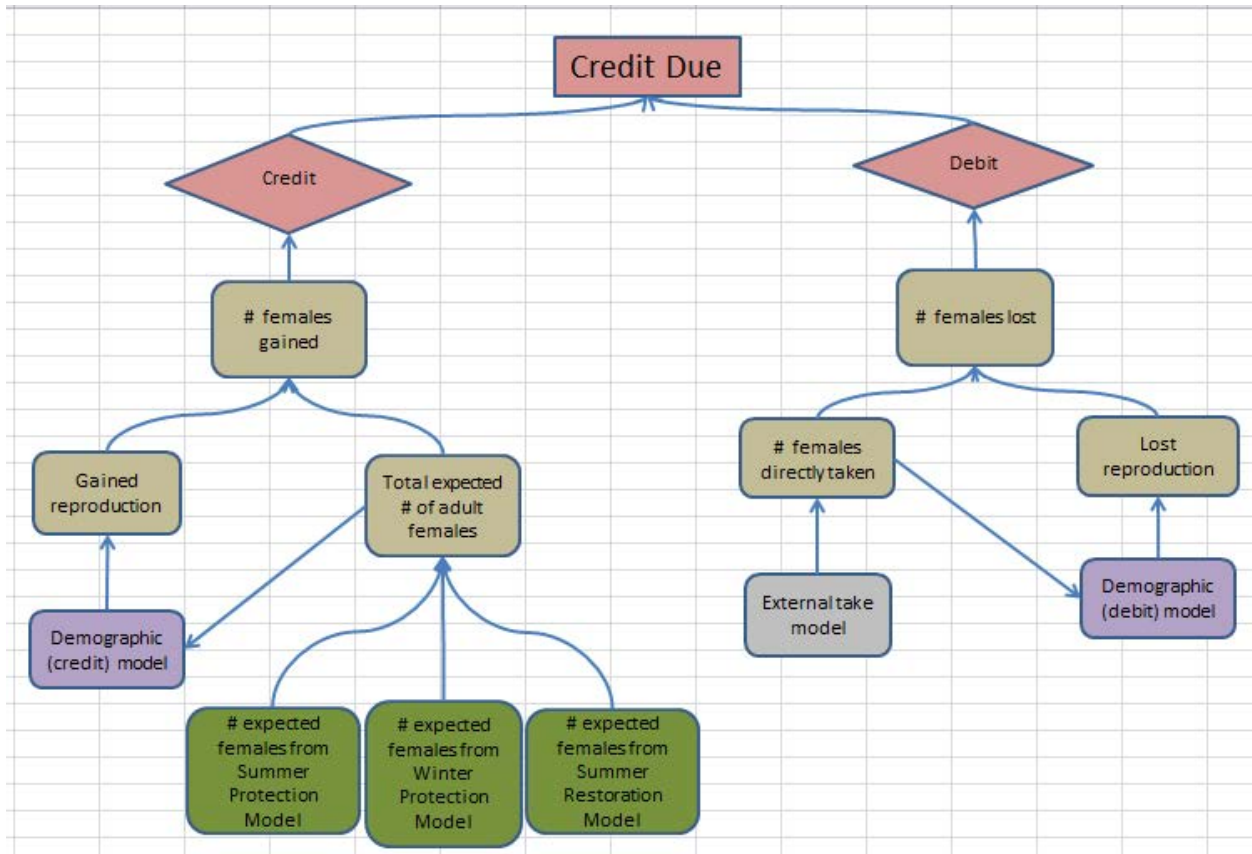 Credit Due
Credit
Debit
# females
gained
# females lost
Gained
reproduction
Total expected
# of adult
females
# females
directly taken
Lost
reproduction
Demographic
(credit) model
External take
model
Demographic
(debit) model
# expected
females from
Summer
Protection
Model
# expected
females from
Winter
Protection
Model
# expected
females from
Summer
Restoration
Model